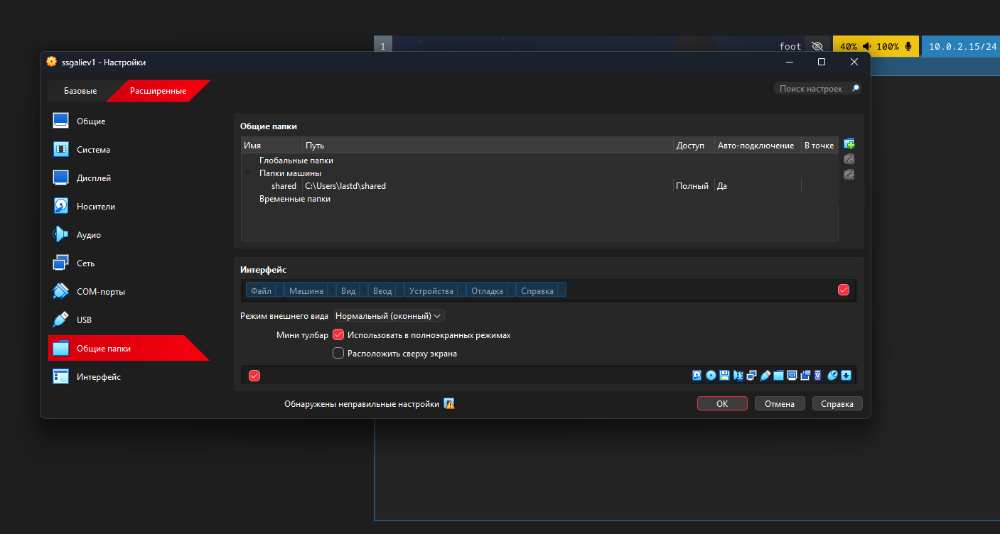 1 foot 40% 100% 10.0.2.15/24
ssgaliev1 - Настройки
Базовые Расширенные Поиск настроек
Общие
Система
Дисплей
Носители
Аудио
Сеть
COM-порты
USB
Общие папки
Интерфейс
Общие папки
Имя Путь Доступ Авто-подключение В точке
Глобальные папки
Папки машины
shared C:\Users\lastd\shared Полный Да
Временные папки
Интерфейс
Файл Машина Вид Ввод Устройства Отладка Справка
Режим внешнего вида Нормальный (оконный)
Мини тулбар Использовать в полноэкранных режимах
Расположить сверху экрана
Обнаружены неправильные настройки OK Отмена Справка